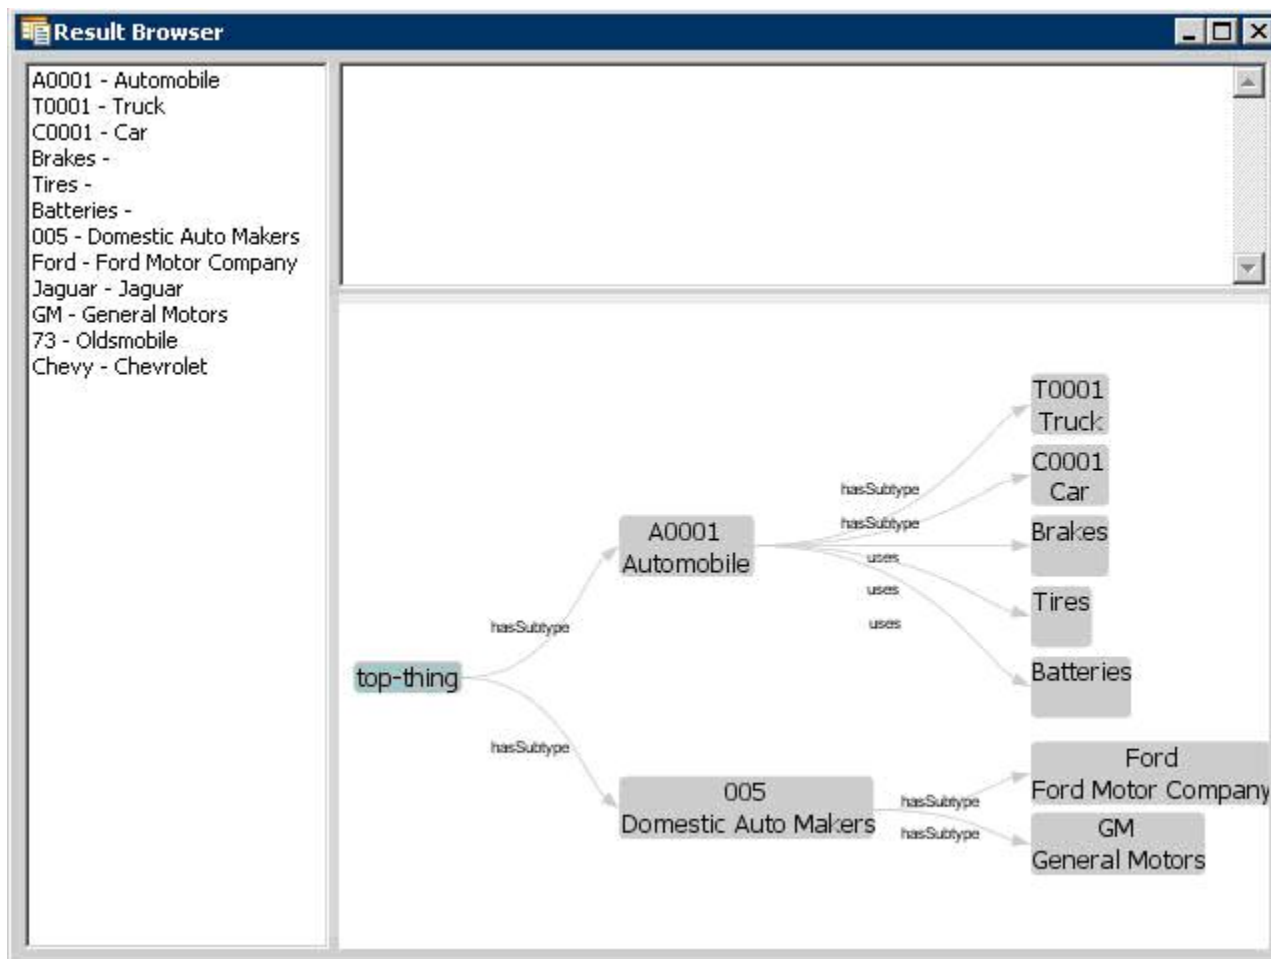 Result Browser
A0001 - Automobile
T0001 - Truck
C0001 - Car
Brakes -
Tires -
Batteries -
005 - Domestic Auto Makers
Ford - Ford Motor Company
Jaguar - Jaguar
GM - General Motors
73 - Oldsmobile
Chevy - Chevrolet
top-thing
hasSubtype
hasSubtype
A0001
Automobile
hasSubtype
hasSubtype
uses
uses
uses
T0001
Truck
C0001
Car
Brakes
Tires
Batteries
005
Domestic Auto Makers
hasSubtype
hasSubtype
Ford
Ford Motor Company
GM
General Motors